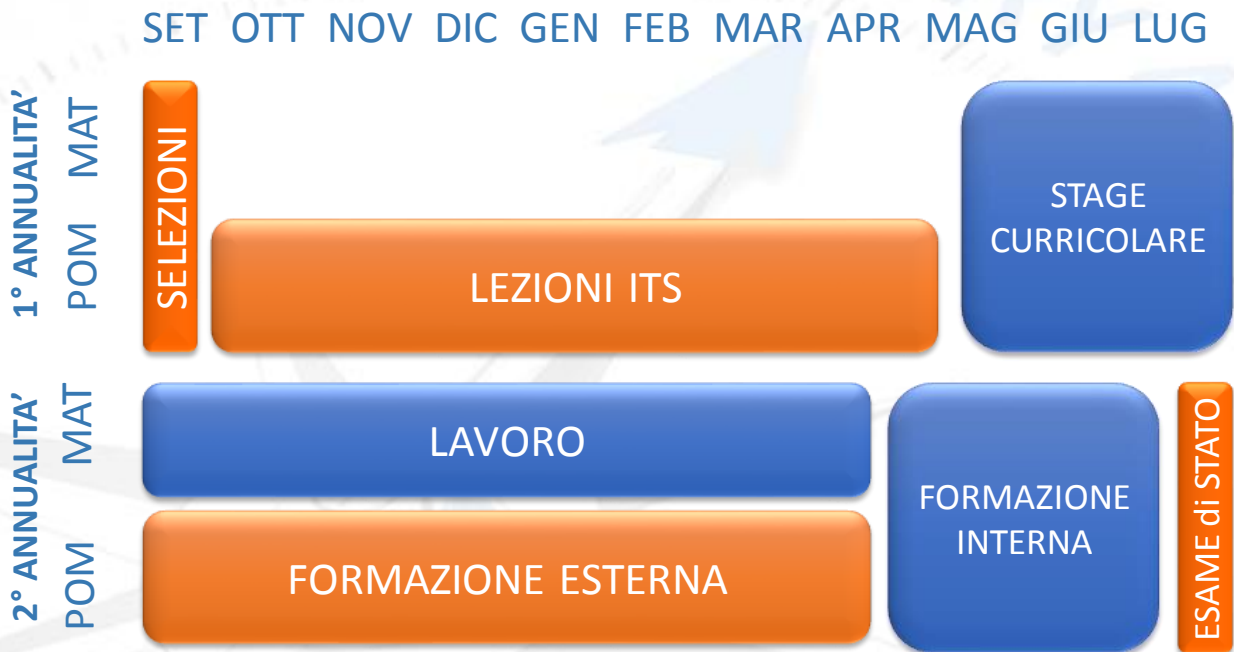 SET OTT NOV DIC GEN FEB MAR APR MAG GIU LUG
1° ANNUALITA’
MAT
POM
SELEZIONI
LEZIONI ITS
STAGE
CURRICOLARE
2° ANNUALITA’
MAT
POM
LAVORO
FORMAZIONE ESTERNA
FORMAZIONE
INTERNA
ESAME di STATO